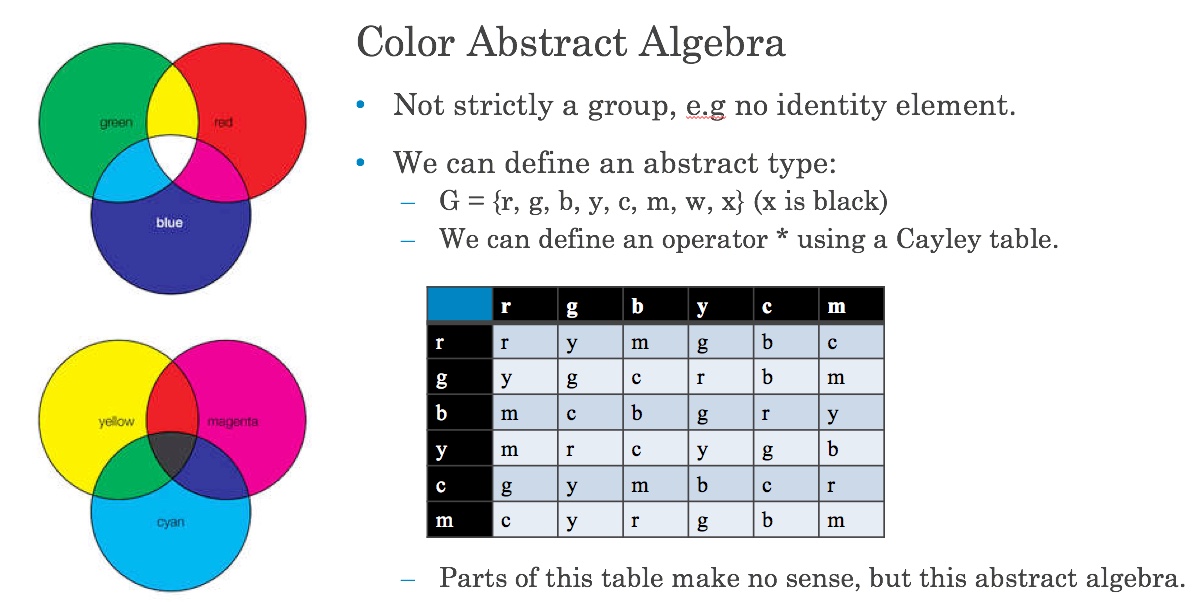 Color Abstract Algebra
green
red
blue
• Not strictly a group, e.g no identity element.
• We can define an abstract type:
– G = {r, g, b, y, c, m, w, x} (x is black)
– We can define an operator * using a Cayley table.
r g b y c m
r r y m g b c
g y g c r b m
b m c b g r y
y m r c y g b
c g y m b c r
m c y r g b m
yellow
magenta
cyan
– Parts of this table make no sense, but this abstract algebra.